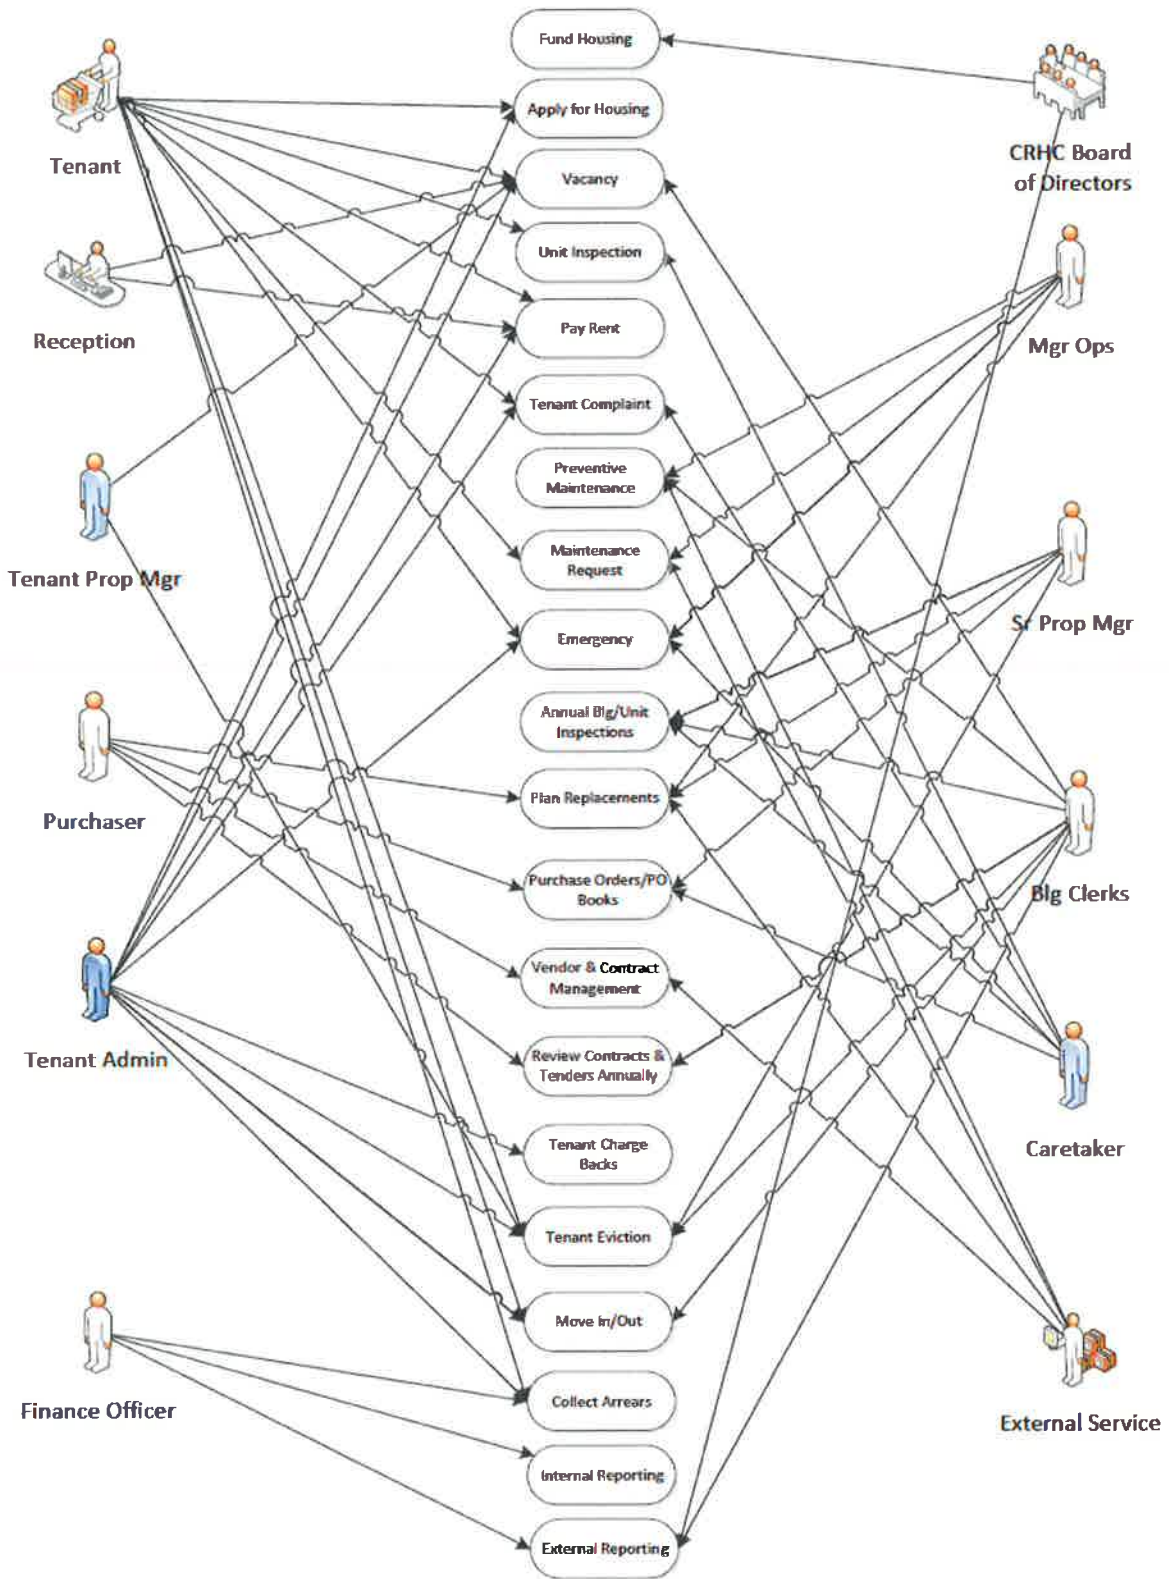 Fund Housing
Apply for Housing
Tenant
CRHC Board
of Directors
Vacancy
Unit Inspection
Reception
Pay Rent
Mgr Ops
Tenant Complaint
Preventive
Maintenance
Tenant Prop Mgr
Maintenance
Request
Sr Prop Mgr
Emergency
Annual Blg/Unit
Inspections
Purchaser
Plan Replacements
Purchase Orders/PO
Books
Blg Clerks
Vendor & Contract
Management
Tenant Admin
Review Contracts &
Tenders Annually
Tenant Charge
Backs
Caretaker
Tenant Eviction
Move In/Out
Finance Officer
Collect Arrears
External Service
Internal Reporting
External Reporting